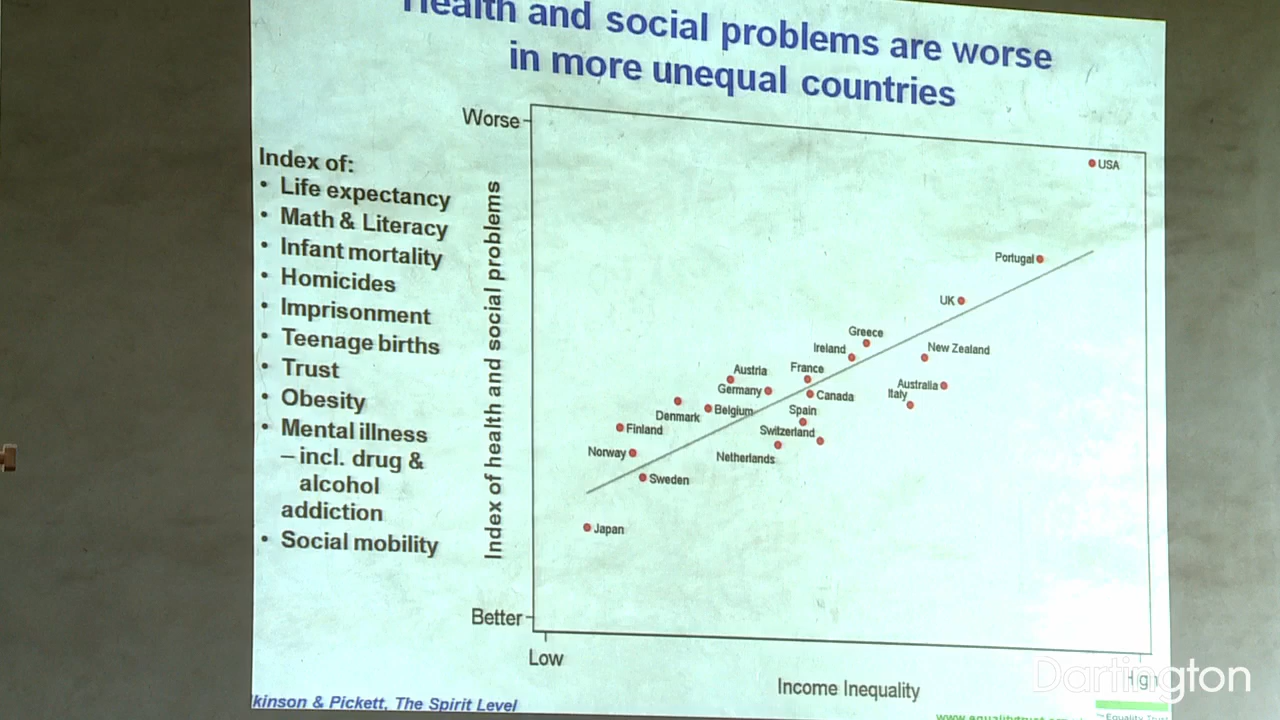 Health and social problems are worse
in more unequal countries
Index of:
• Life expectancy
• Math & Literacy
• Infant mortality
• Homicides
• Imprisonment
• Teenage births
• Trust
• Obesity
• Mental illness
– incl. drug &
alcohol
addiction
• Social mobility
Index of health and social problems
Worse
Better
USA
Portugal
UK
Greece
Ireland
New Zealand
Austria
France
Germany
Australia
Canada
Italy
Denmark
Belgium
Spain
Finland
Switzerland
Norway
Netherlands
Sweden
Japan
Low
High
Income Inequality
kinson & Pickett, The Spirit Level
Dartington